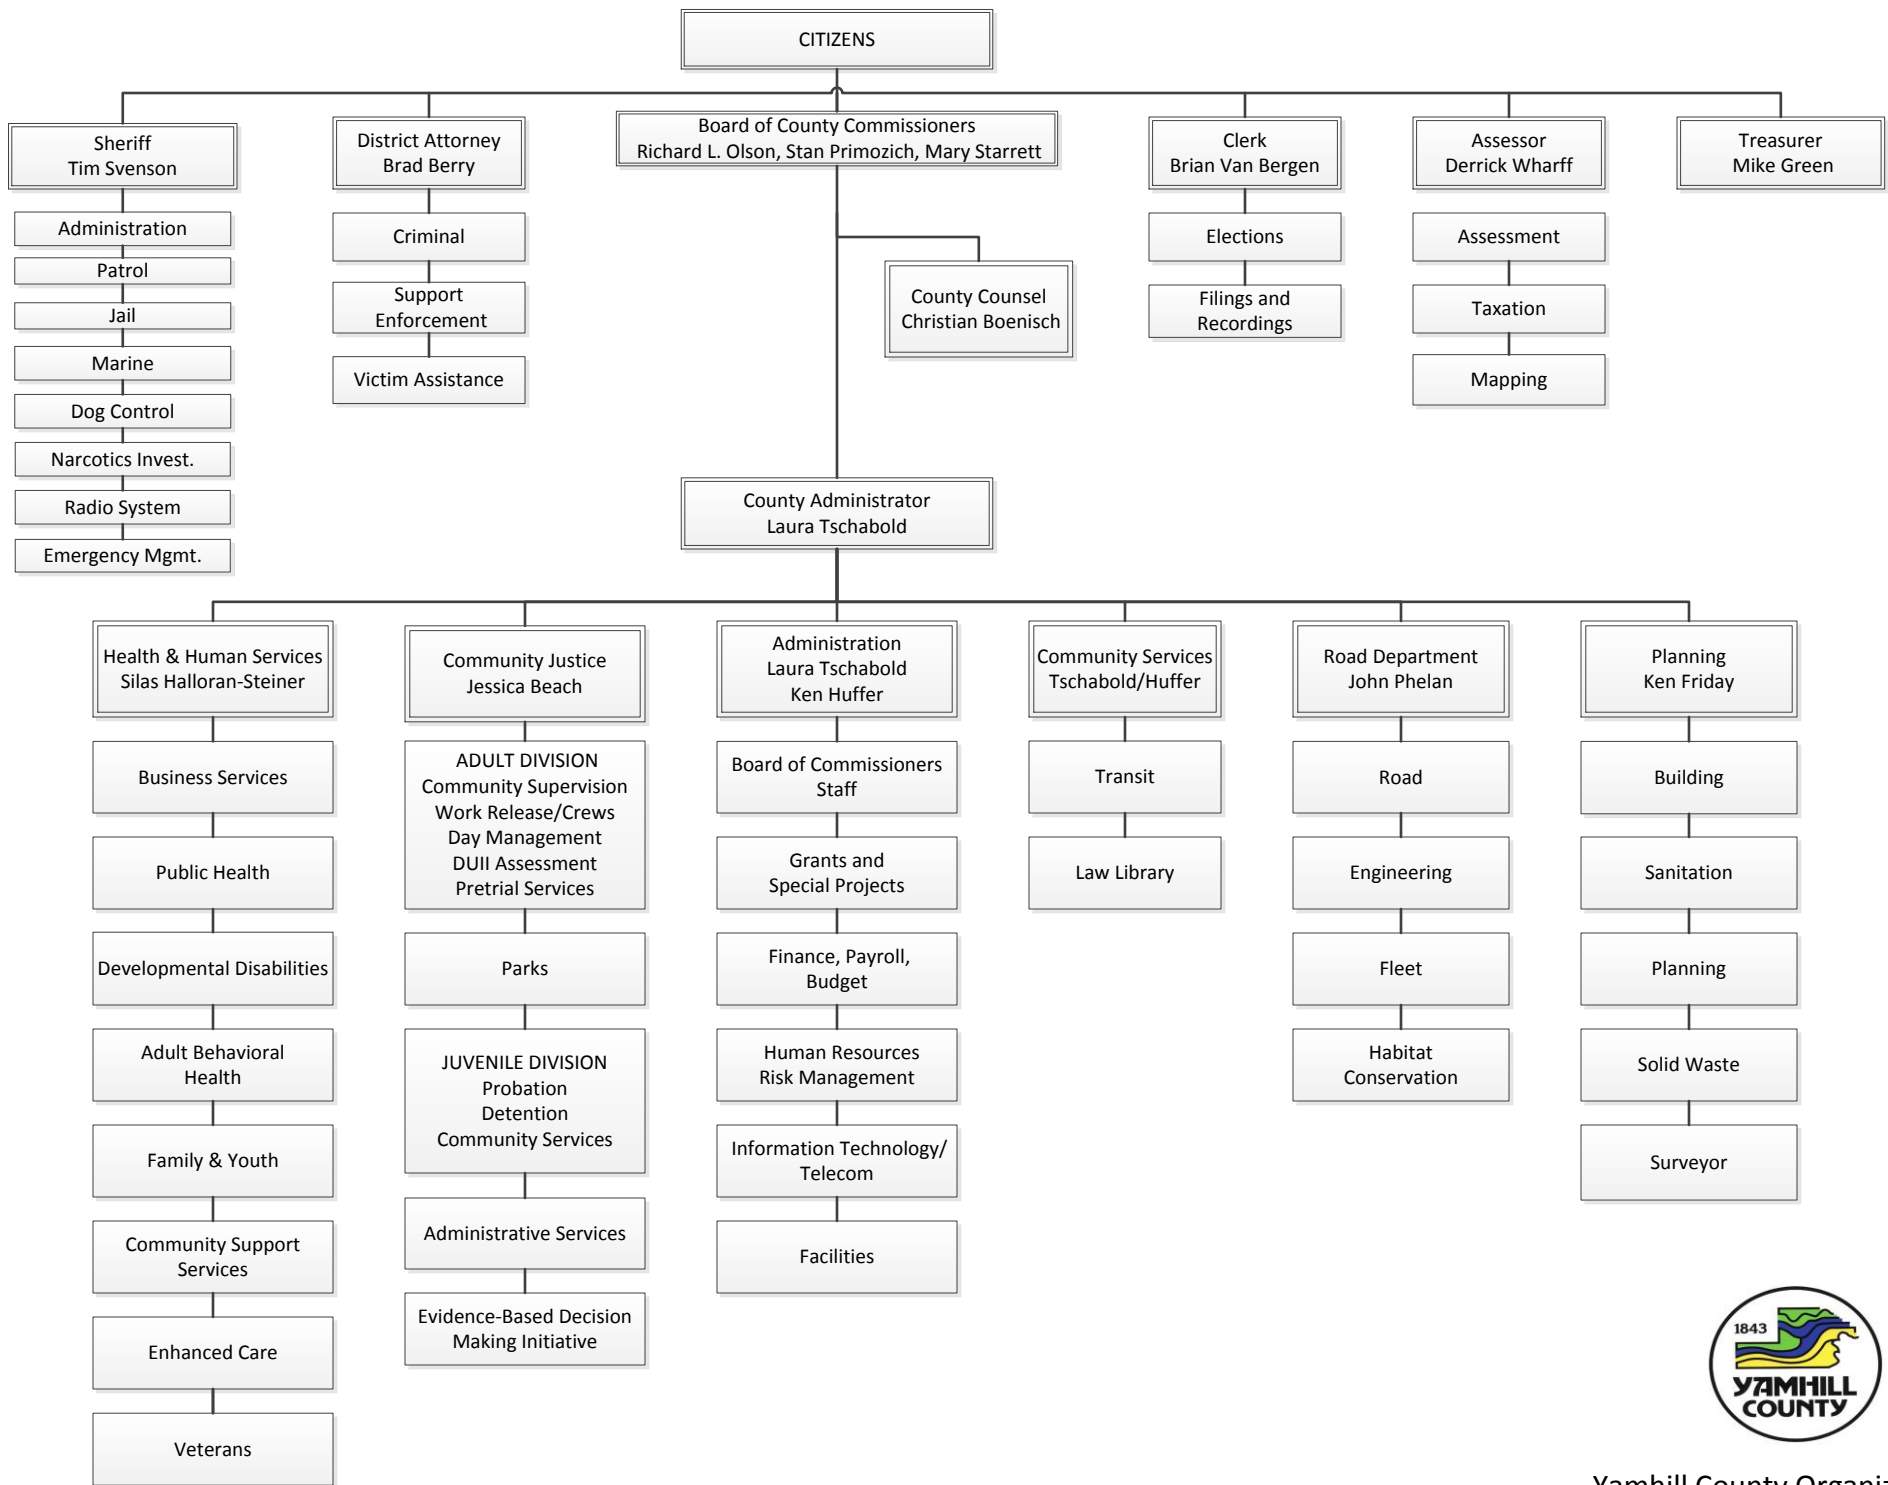 CITIZENS
Sheriff
Tim Svenson
Administration
Patrol
Jail
Marine
Dog Control
Narcotics Invest.
Radio System
Emergency Mgmt.
District Attorney
Brad Berry
Criminal
Support
Enforcement
Victim Assistance
Board of County Commissioners
Richard L. Olson, Stan Primozich, Mary Starrett
County Counsel
Christian Boenisch
Clerk
Brian Van Bergen
Elections
Filings and
Recordings
Assessor
Derrick Wharff
Assessment
Taxation
Mapping
Treasurer
Mike Green
County Administrator
Laura Tschabold
Health & Human Services
Silas Halloran-Steiner
Business Services
Public Health
Developmental Disabilities
Adult Behavioral
Health
Family & Youth
Community Support
Services
Enhanced Care
Veterans
Community Justice
Jessica Beach
ADULT DIVISION
Community Supervision
Work Release/Crews
Day Management
DUII Assessment
Pretrial Services
Parks
JUVENILE DIVISION
Probation
Detention
Community Services
Administrative Services
Evidence-Based Decision
Making Initiative
Administration
Laura Tschabold
Ken Huffer
Board of Commissioners
Staff
Grants and
Special Projects
Finance, Payroll,
Budget
Human Resources
Risk Management
Information Technology/
Telecom
Facilities
Community Services
Tschabold/Huffer
Transit
Law Library
Road Department
John Phelan
Road
Engineering
Fleet
Habitat
Conservation
Planning
Ken Friday
Building
Sanitation
Planning
Solid Waste
Surveyor
1843
YAMHILL
COUNTY
Yamhill County